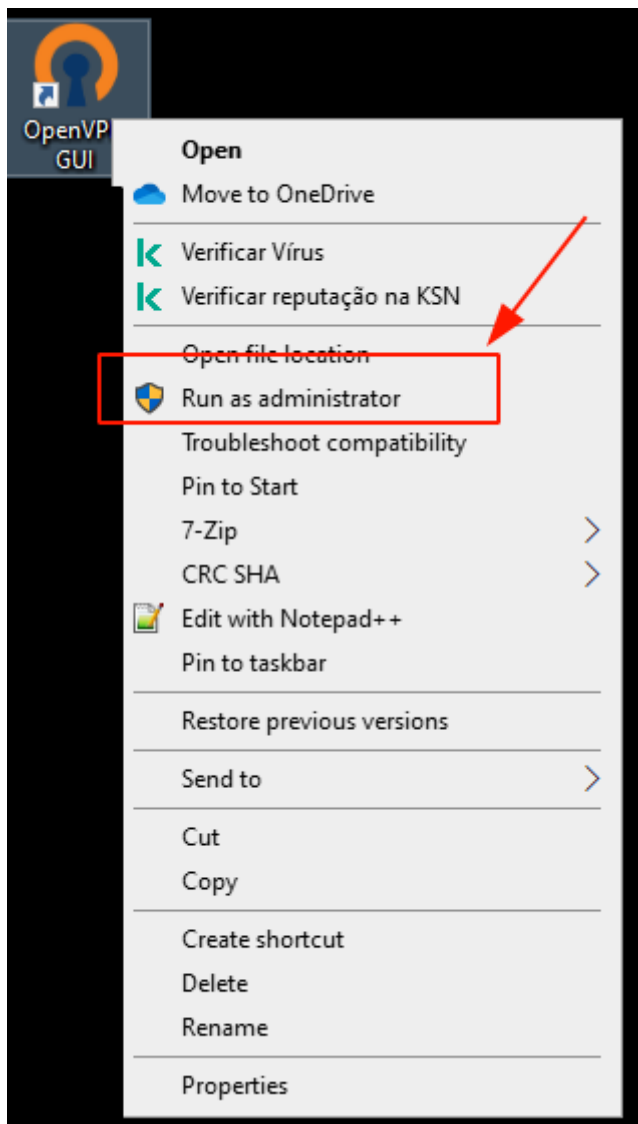 OpenVP
GUI
Open
Move to OneDrive
Verificar Vírus
Verificar reputação na KSN
Open file location
Run as administrator
Troubleshoot compatibility
Pin to Start
7-Zip
CRC SHA
Edit with Notepad++
Pin to taskbar
Restore previous versions
Send to
Cut
Copy
Create shortcut
Delete
Rename
Properties